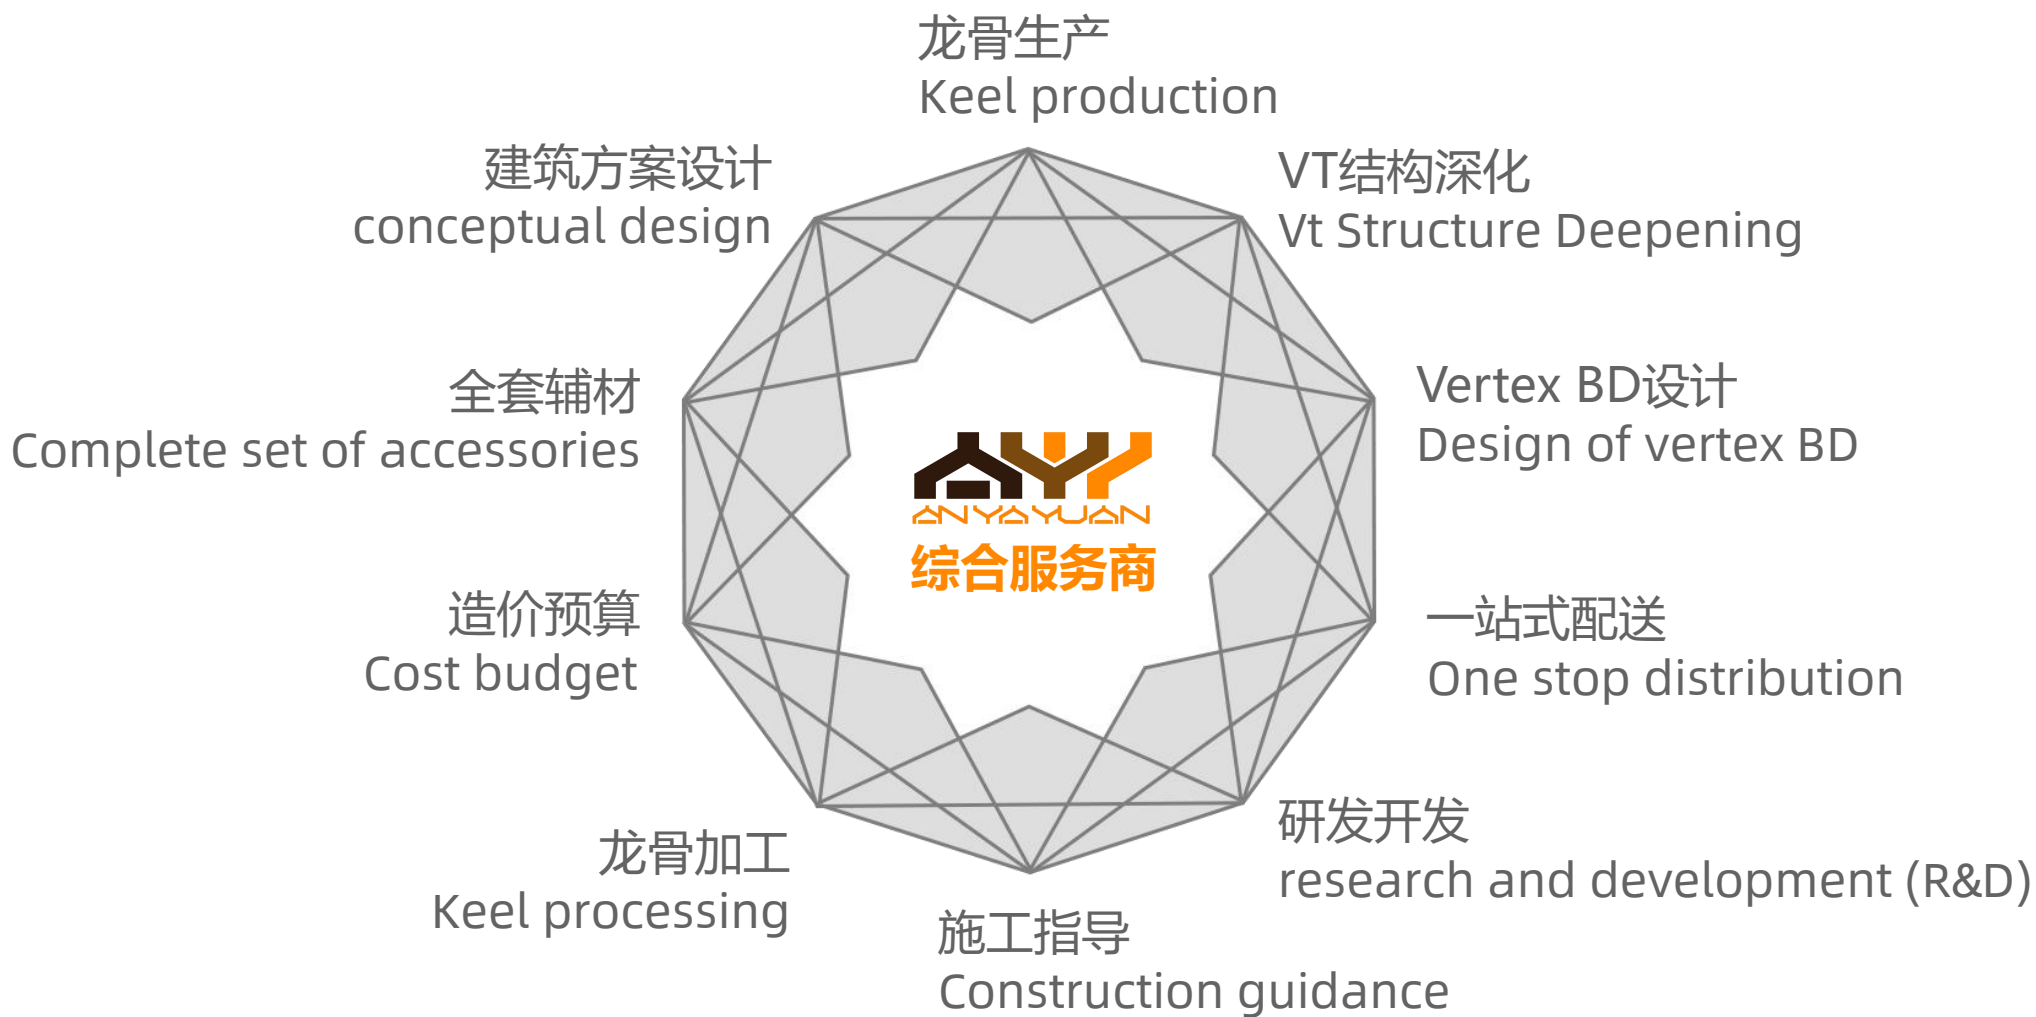 龙骨生产
Keel production
建筑方案设计
conceptual design
VT结构深化
Vt Structure Deepening
全套辅材
Complete set of accessories
Vertex BD设计
Design of vertex BD
ANYAYUAN
综合服务商
造价预算
Cost budget
一站式配送
One stop distribution
龙骨加工
Keel processing
研发开发
research and development (R&D)
施工指导
Construction guidance